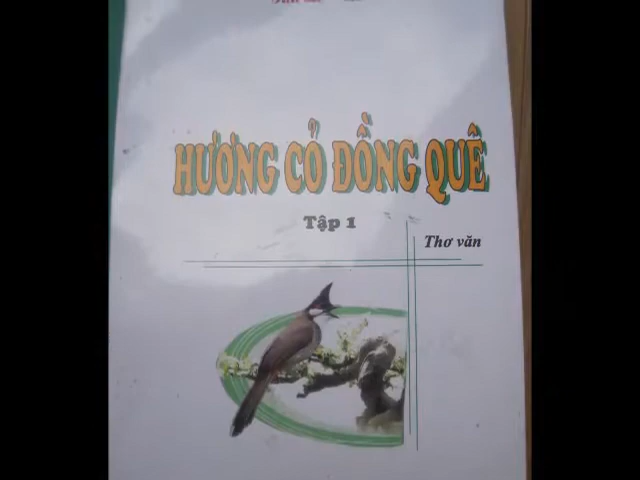 HƯƠNG CỎ ĐỒNG QUÊ
Tập 1
Thơ văn